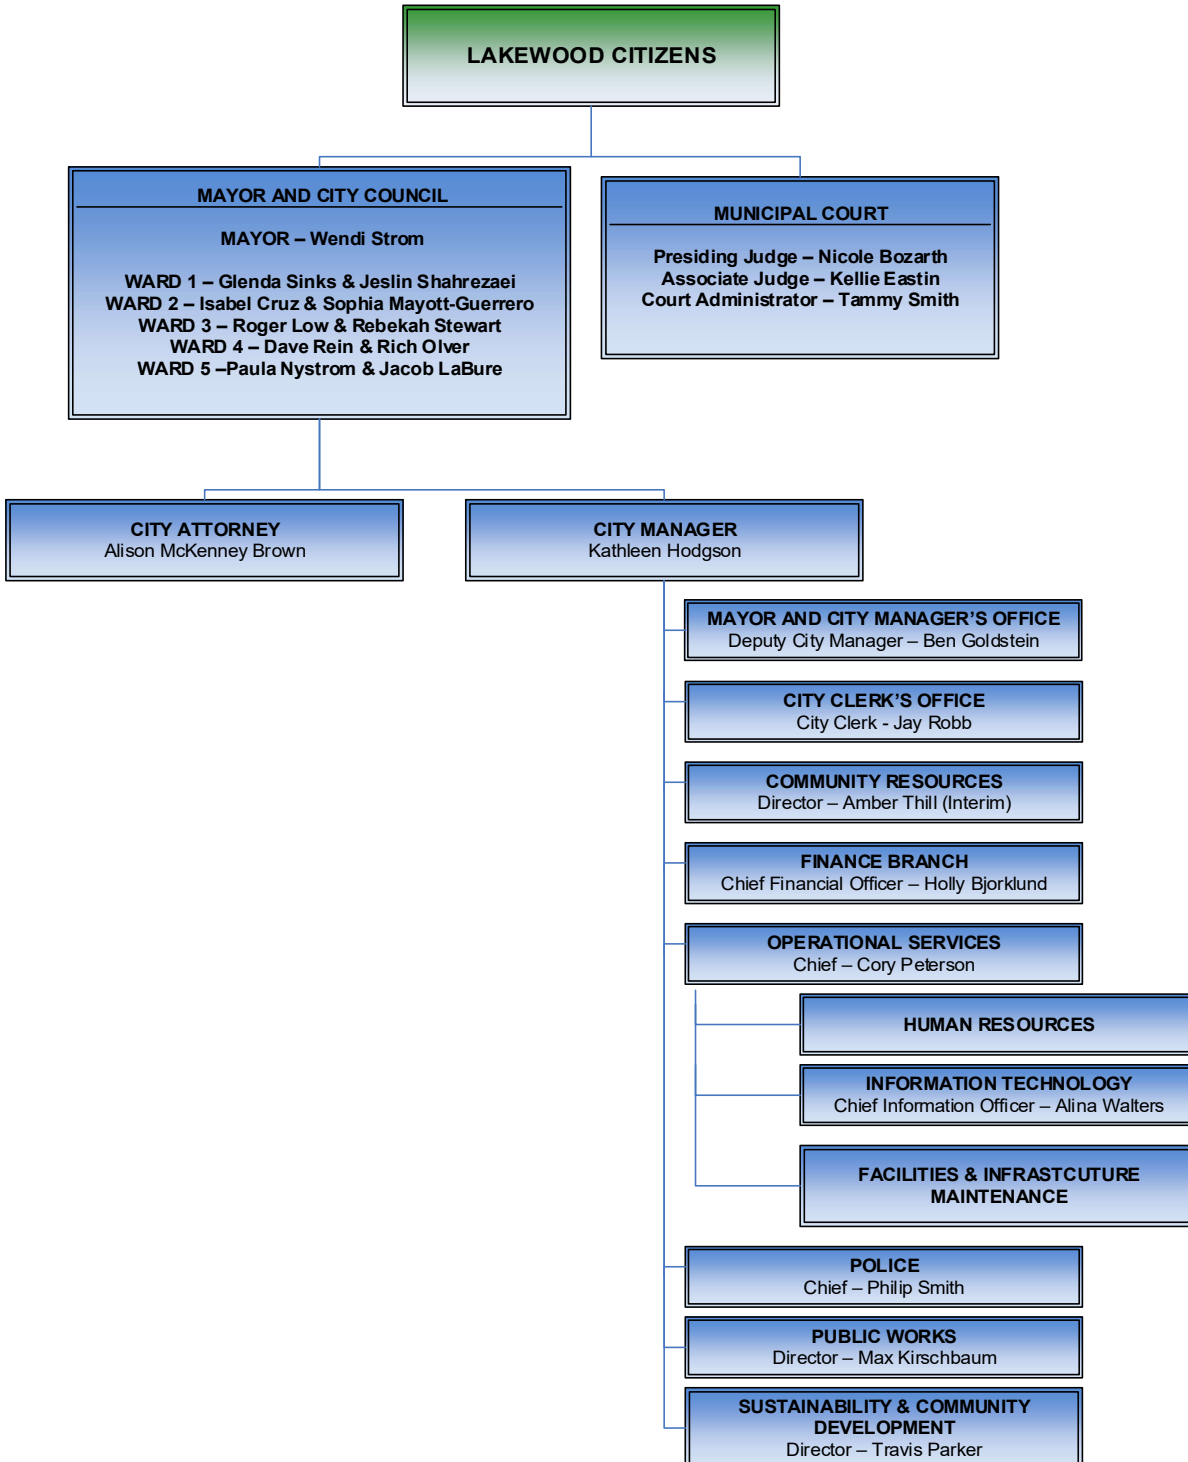 LAKEWOOD CITIZENS
MAYOR AND CITY COUNCIL
MAYOR – Wendi Strom
WARD 1 – Glenda Sinks & Jeslin Shahrezaei
WARD 2 – Isabel Cruz & Sophia Mayott-Guerrero
WARD 3 – Roger Low & Rebekah Stewart
WARD 4 – Dave Rein & Rich Olver
WARD 5 –Paula Nystrom & Jacob LaBure
MUNICIPAL COURT
Presiding Judge – Nicole Bozarth
Associate Judge – Kellie Eastin
Court Administrator – Tammy Smith
CITY ATTORNEY
Alison McKenney Brown
CITY MANAGER
Kathleen Hodgson
MAYOR AND CITY MANAGER’S OFFICE
Deputy City Manager – Ben Goldstein
CITY CLERK’S OFFICE
City Clerk - Jay Robb
COMMUNITY RESOURCES
Director – Amber Thill (Interim)
FINANCE BRANCH
Chief Financial Officer – Holly Bjorklund
OPERATIONAL SERVICES
Chief – Cory Peterson
HUMAN RESOURCES
INFORMATION TECHNOLOGY
Chief Information Officer – Alina Walters
FACILITIES & INFRASTCUTURE
MAINTENANCE
POLICE
Chief – Philip Smith
PUBLIC WORKS
Director – Max Kirschbaum
SUSTAINABILITY & COMMUNITY
DEVELOPMENT
Director – Travis Parker